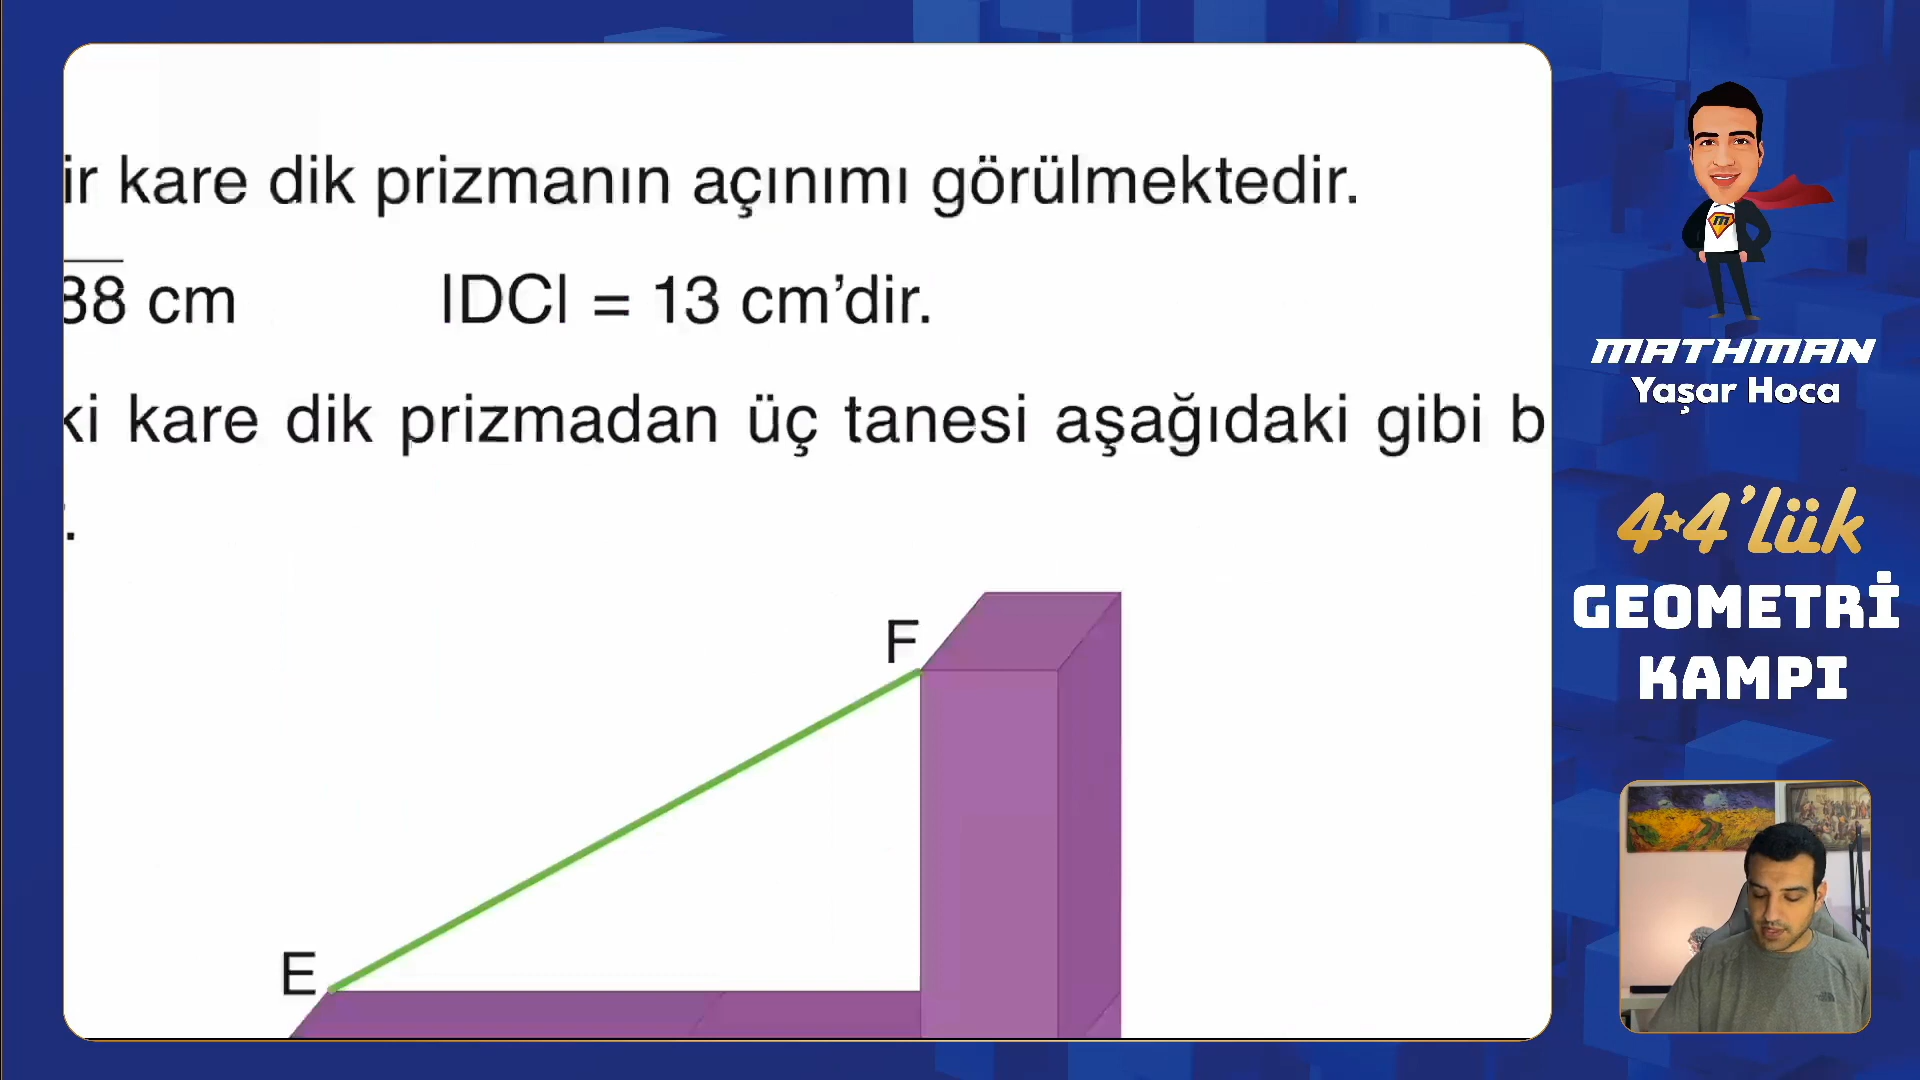 ir kare dik prizmanın açınımı görülmektedir.
88 cm |DC| = 13 cm’dir.
ki kare dik prizmadan üç tanesi aşağıdaki gibi b
.
F
E
MATHMAN
Yaşar Hoca
4★4’lük
GEOMETRİ
KAMPI